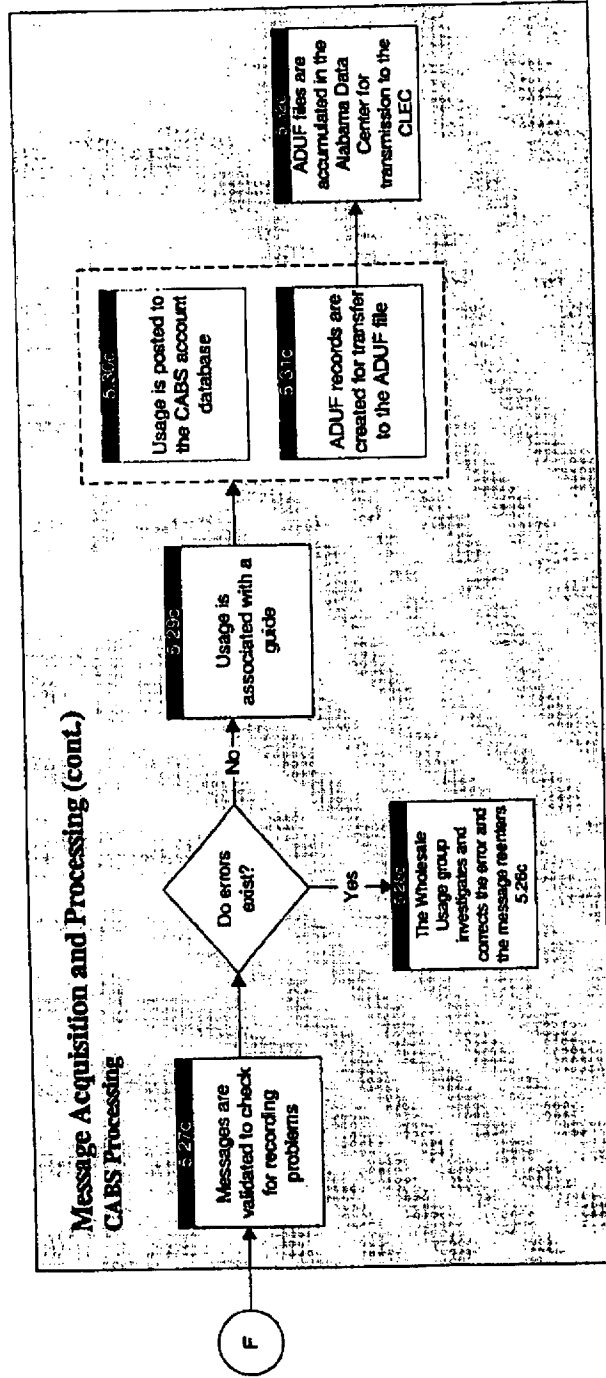 Message Acquisition and Processing (cont.)
CABS Processing
F
5.27c
Messages are
validated to check
for recording
problems
Do errors
exist?
No
Yes
5.28c
The Wholesale
Usage group
investigates and
corrects the error and
the message reenters
5.26c
5.29c
Usage is
associated with a
guide
5.30c
Usage is posted to
the CABS account
database
5.31c
ADUF records are
created for transfer
to the ADUF file
5.32c
ADUF files are
accumulated in the
Alabama Data
Center for
transmission to the
CLEC